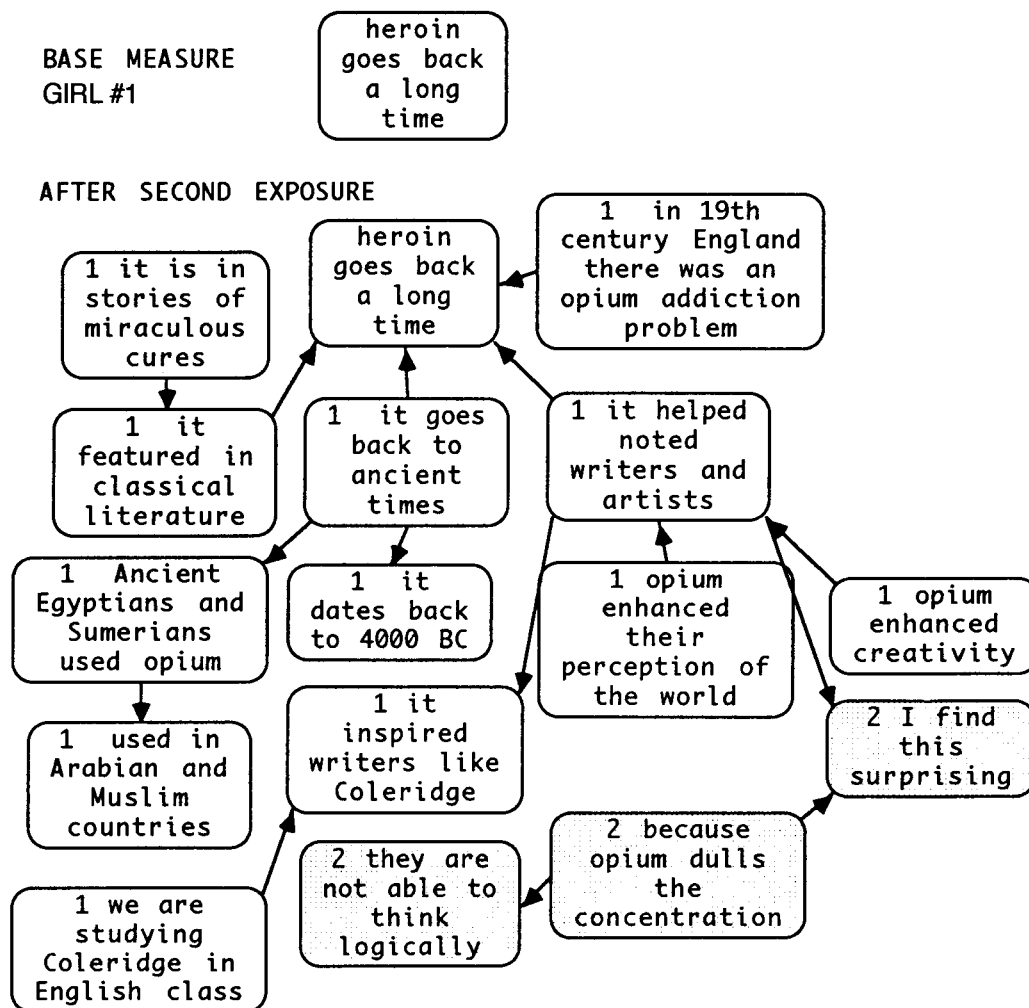 BASE MEASURE
GIRL #1
heroin
goes back
a long
time
AFTER SECOND EXPOSURE
heroin
goes back
a long
time
1 in 19th
century England
there was an
opium addiction
problem
1 it is in
stories of
miraculous
cures
1 it
featured in
classical
literature
1 it goes
back to
ancient
times
1 it helped
noted
writers and
artists
1 Ancient
Egyptians and
Sumerians
used opium
1 it
dates back
to 4000 BC
1 opium
enhanced
their
perception of
the world
1 opium
enhanced
creativity
1 used in
Arabian and
Muslim
countries
1 it
inspired
writers like
Coleridge
2 I find
this
surprising
2 they are
not able to
think
logically
2 because
opium dulls
the
concentration
1 we are
studying
Coleridge in
English class